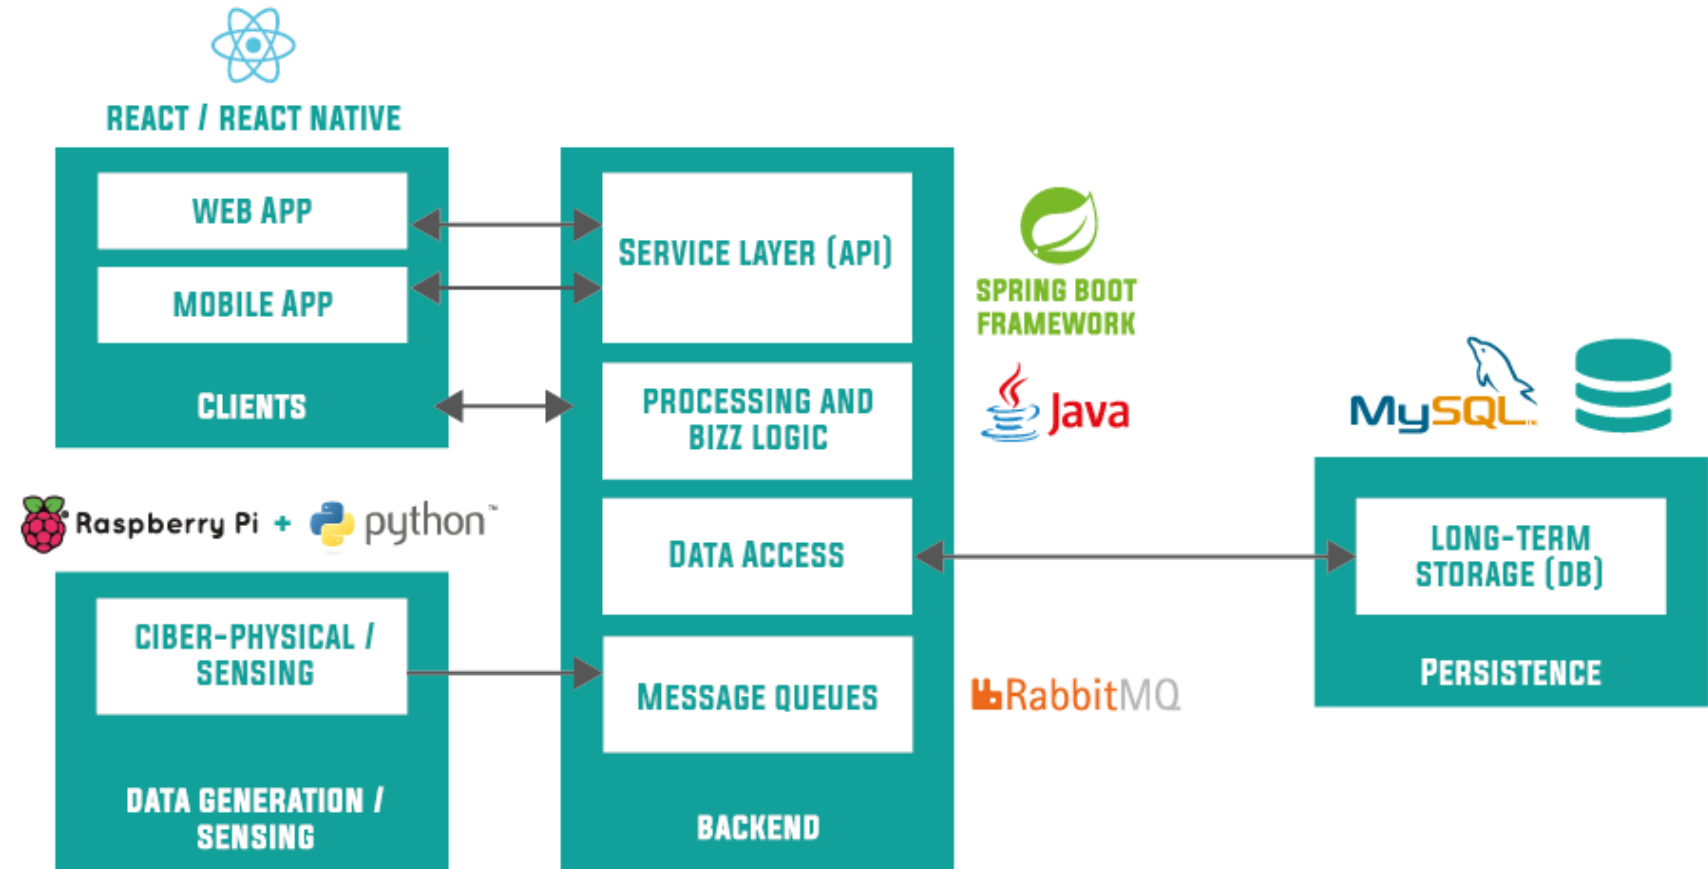 REACT / REACT NATIVE
WEB APP
MOBILE APP
CLIENTS
Raspberry Pi + python™
CIBER-PHYSICAL /
SENSING
DATA GENERATION /
SENSING
SERVICE LAYER (API)
PROCESSING AND
BIZZ LOGIC
DATA ACCESS
MESSAGE QUEUES
BACKEND
SPRING BOOT
FRAMEWORK
Java
RabbitMQ
MySQL™
LONG-TERM
STORAGE (DB)
PERSISTENCE